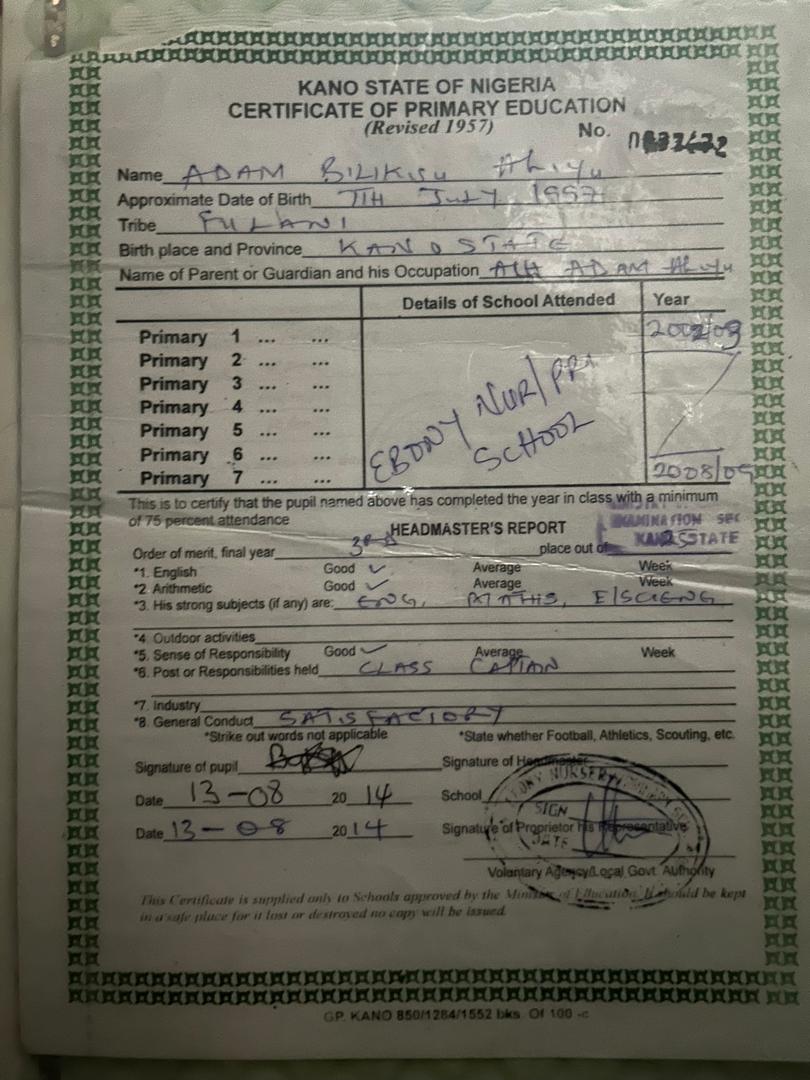 KANO STATE OF NIGERIA
CERTIFICATE OF PRIMARY EDUCATION
(Revised 1957)
No.
Name ADAM BILIKISU Aliyu
Approximate Date of Birth 7TH JULY 1997
Tribe FULANI
Birth place and Province KANO STATE
Name of Parent or Guardian and his Occupation ALH ADAM Aliyu
Details of School Attended Year
Primary 1 ... ... 2002/03
Primary 2 ... ...
Primary 3 ... ...
Primary 4 ... ...
Primary 5 ... ...
Primary 6 ... ...
Primary 7 ... ... 2008/09
EBONY NUR/PRI
SCHOOL
This is to certify that the pupil named above has completed the year in class with a minimum
of 75 percent attendance
EXAMINATION SEC
KANO STATE
HEADMASTER'S REPORT
Order of merit, final year 3RD place out of 25
*1. English Good ✓ Average Week
*2. Arithmetic Good ✓ Average Week
*3. His strong subjects (if any) are: ENG, MATHS, E/SCIENG
*4. Outdoor activities
*5. Sense of Responsibility Good ✓ Average Week
*6. Post or Responsibilities held CLASS CAPTAN
*7. Industry
*8. General Conduct SATISFACTORY
*Strike out words not applicable *State whether Football, Athletics, Scouting, etc.
Signature of pupil Signature of Headmaster
Date 13-08 2014 School
Date 13-08 2014 Signature of Proprietor his Representative
EBONY NURSERY/PRIMARY
SIGN
DATE
Voluntary Agency/Local Govt. Authority
This Certificate is supplied only to Schools approved by the Ministry of Education. It should be kept
in a safe place for it lost or destroyed no copy will be issued.
GP. KANO 850/1284/1552 bks. Of 100 -c